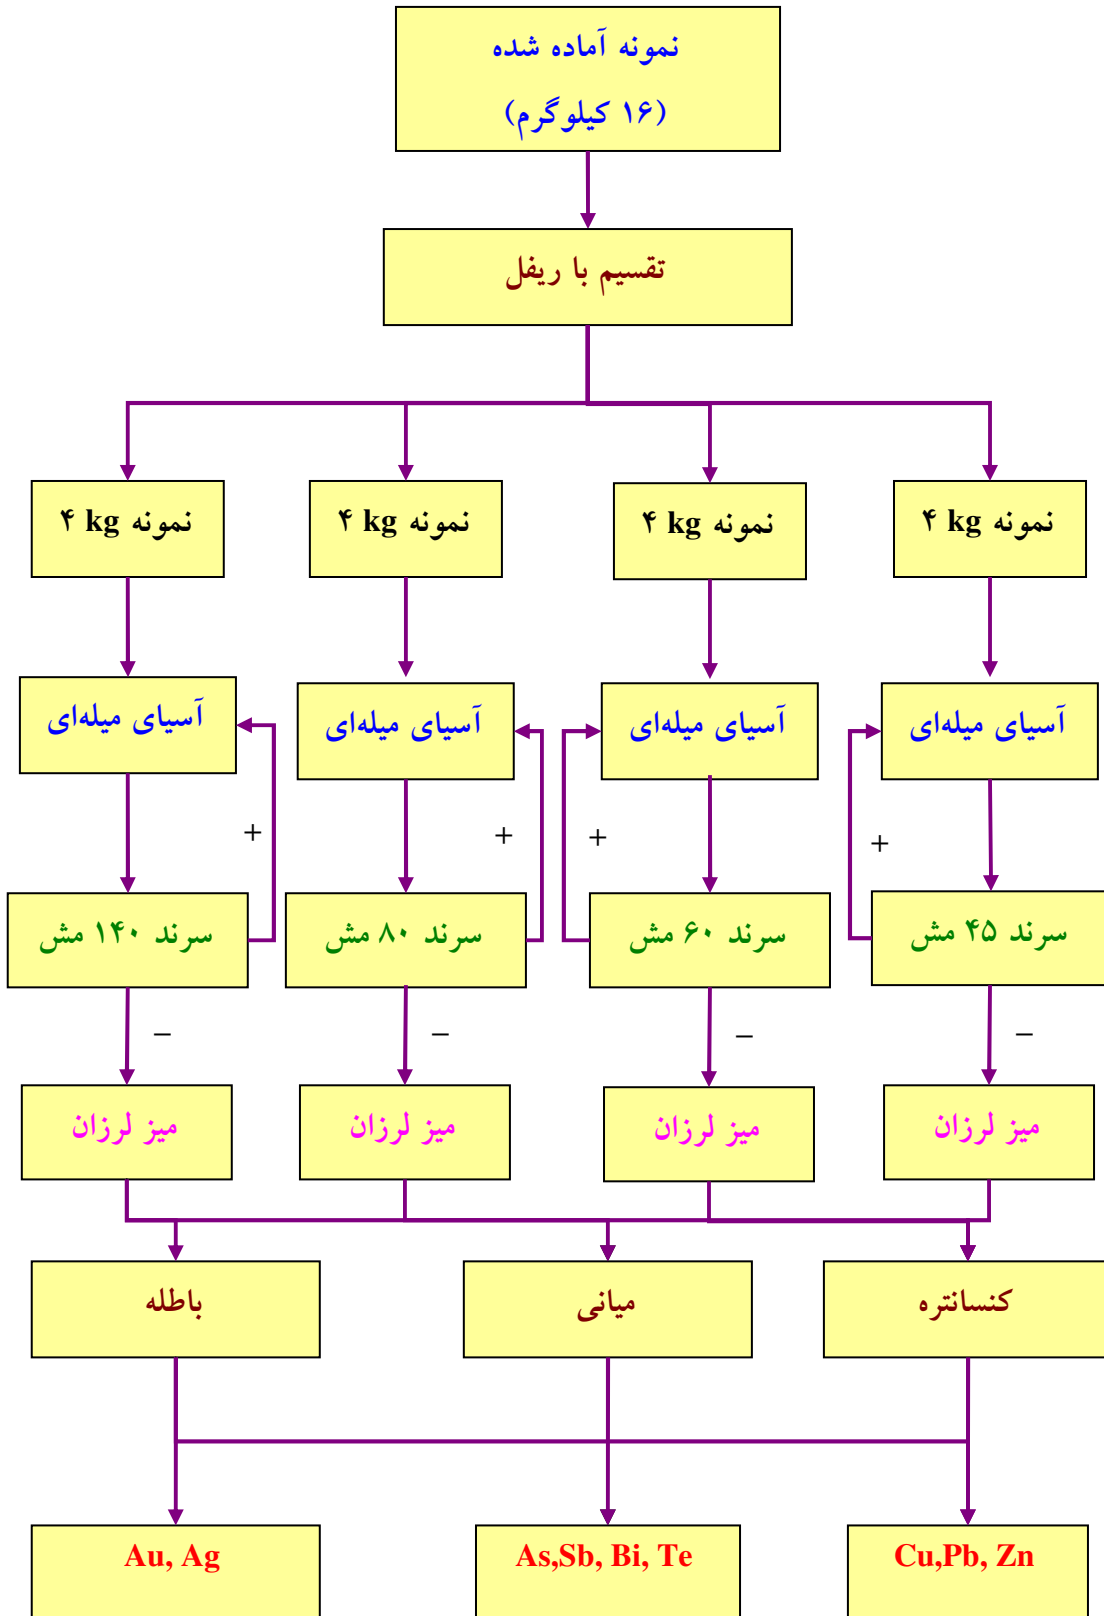 نمونه آماده شده
(۱۶ کیلوگرم)
تقسیم با ریفل
نمونه ۴ kg
نمونه ۴ kg
نمونه ۴ kg
نمونه ۴ kg
آسیای میله‌ای
آسیای میله‌ای
آسیای میله‌ای
آسیای میله‌ای
+
+
+
+
سرند ۴۵ مش
سرند ۶۰ مش
سرند ۸۰ مش
سرند ۱۴۰ مش
−
−
−
−
میز لرزان
میز لرزان
میز لرزان
میز لرزان
کنسانتره
میانی
باطله
Cu,Pb, Zn
As,Sb, Bi, Te
Au, Ag